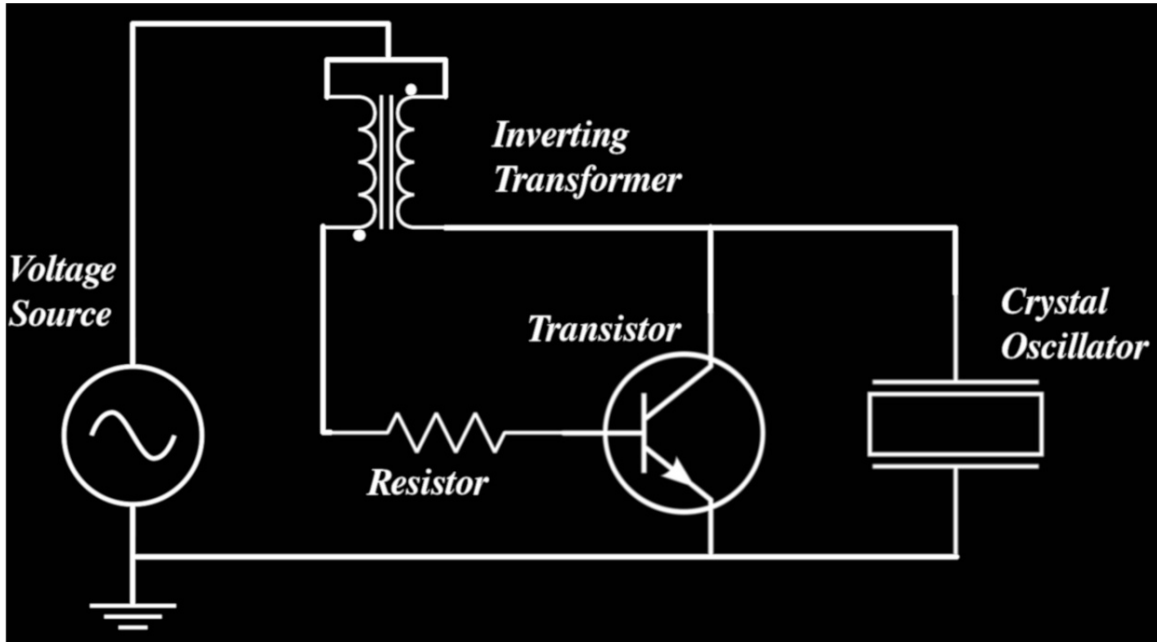 Inverting
Transformer
Voltage
Source
Transistor
Crystal
Oscillator
Resistor